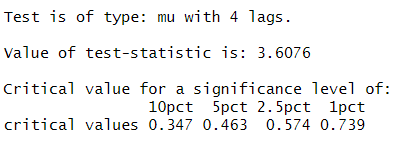 Test is of type: mu with 4 lags.
Value of test-statistic is: 3.6076
Critical value for a significance level of:
10pct 5pct 2.5pct 1pct
critical values 0.347 0.463 0.574 0.739